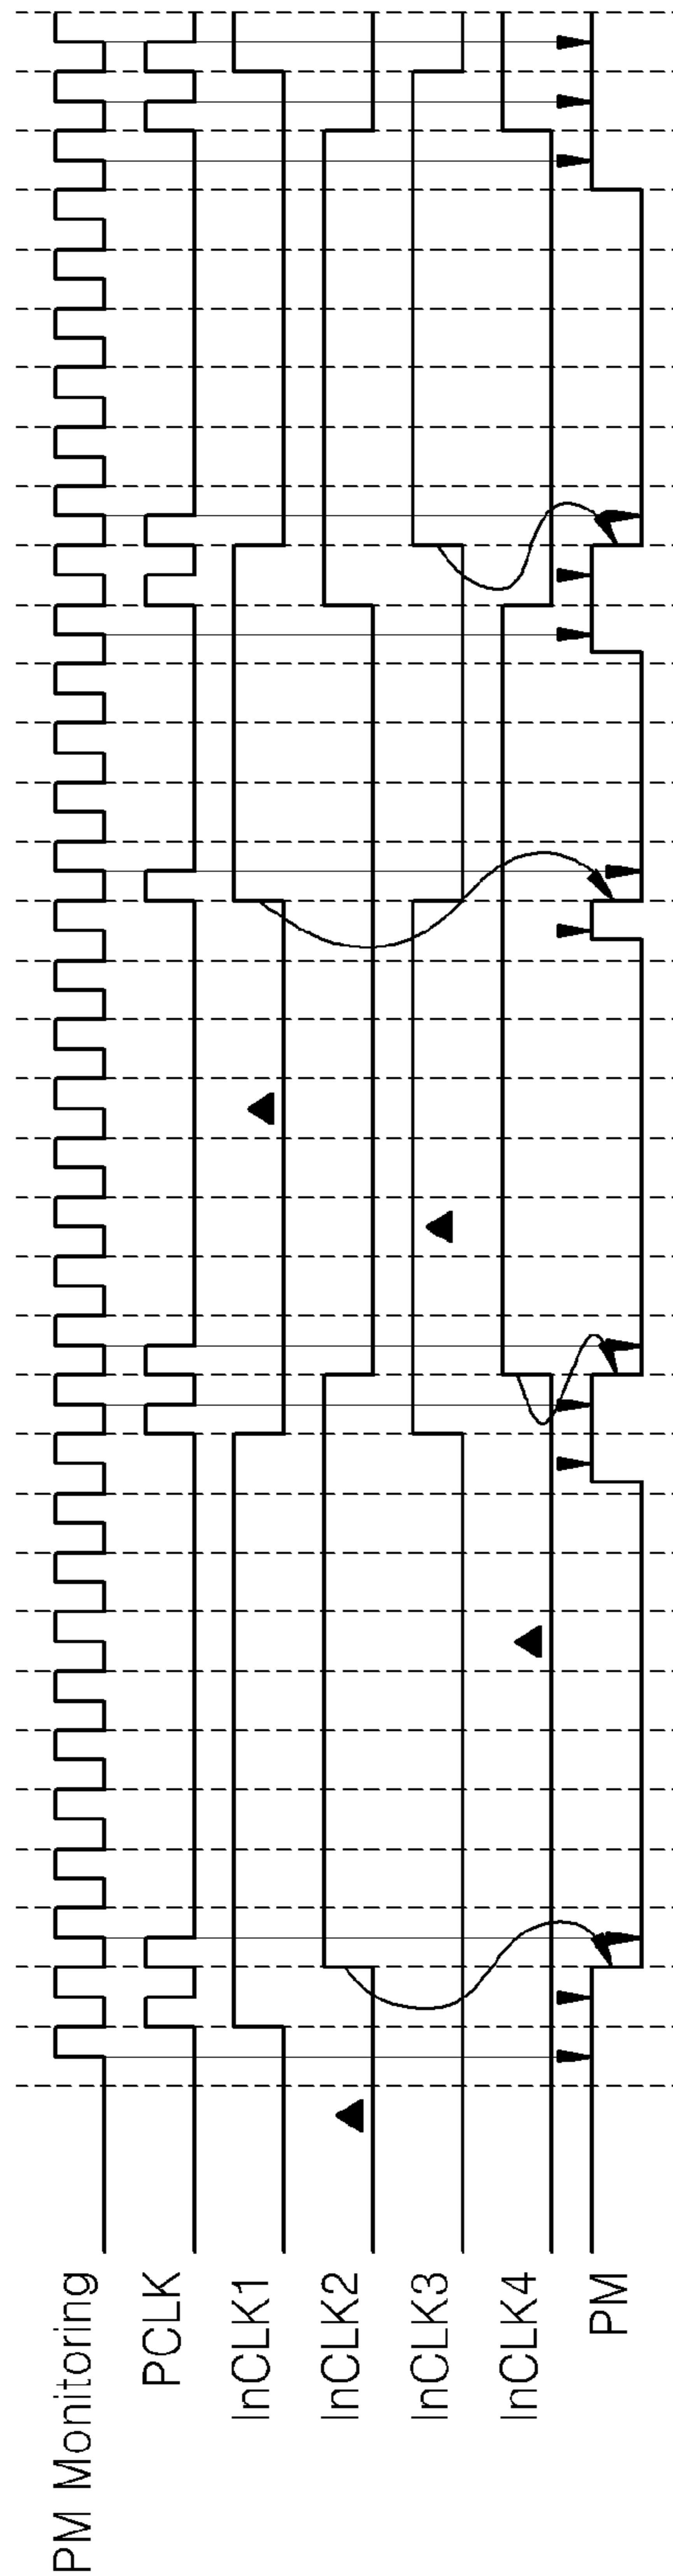 PM Monitoring
PCLK
InCLK1
InCLK2
InCLK3
InCLK4
PM